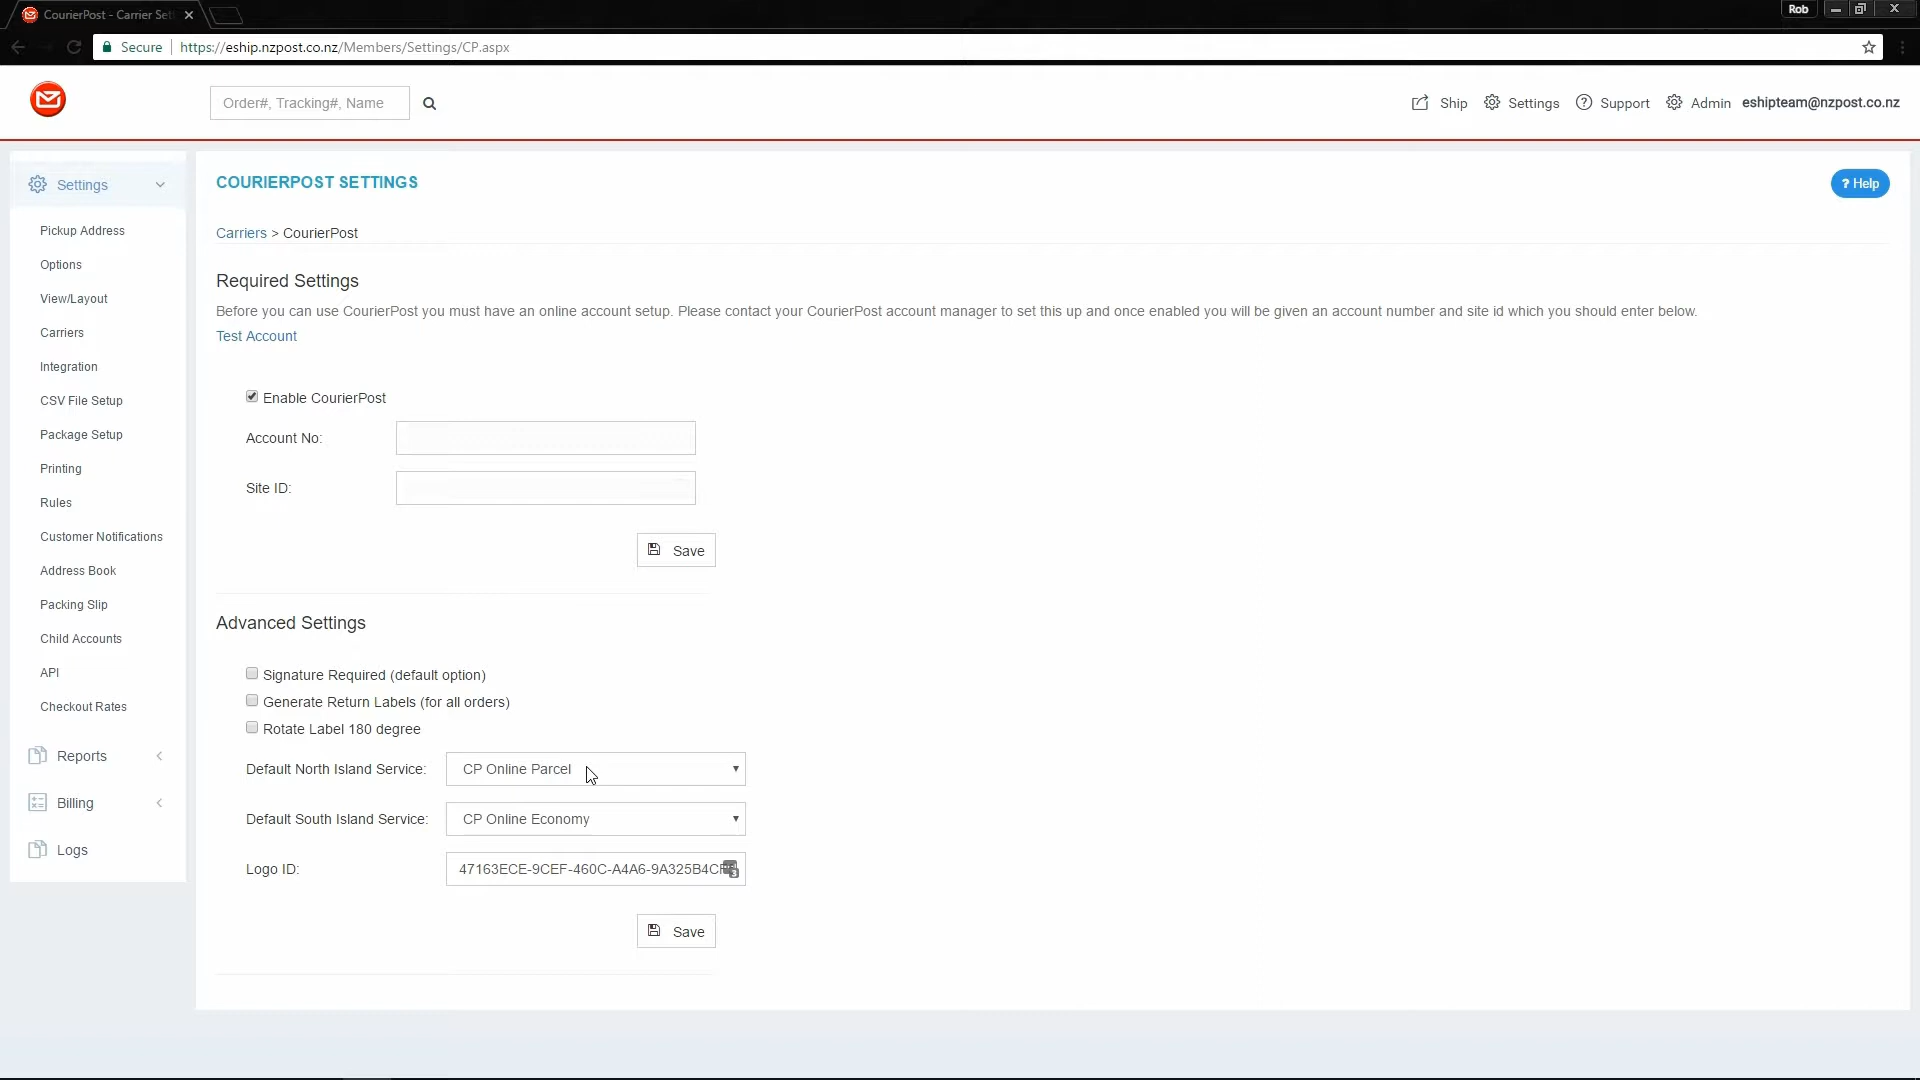 CourierPost - Carrier Set
Rob
Secure
https://eship.nzpost.co.nz/Members/Settings/CP.aspx
Order#, Tracking#, Name
Ship
Settings
Support
Admin
eshipteam@nzpost.co.nz
Settings
Pickup Address
Options
View/Layout
Carriers
Integration
CSV File Setup
Package Setup
Printing
Rules
Customer Notifications
Address Book
Packing Slip
Child Accounts
API
Checkout Rates
Reports
Billing
Logs
COURIERPOST SETTINGS
? Help
Carriers > CourierPost
Required Settings
Before you can use CourierPost you must have an online account setup. Please contact your CourierPost account manager to set this up and once enabled you will be given an account number and site id which you should enter below.
Test Account
Enable CourierPost
Account No:
Site ID:
Save
Advanced Settings
Signature Required (default option)
Generate Return Labels (for all orders)
Rotate Label 180 degree
Default North Island Service: CP Online Parcel
Default South Island Service: CP Online Economy
Logo ID: 47163ECE-9CEF-460C-A4A6-9A325B4C
3
Save